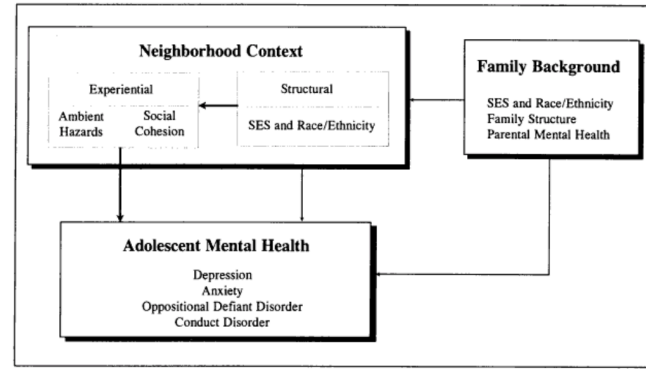 Neighborhood Context
Experiential
Ambient
Hazards
Social
Cohesion
Structural
SES and Race/Ethnicity
Family Background
SES and Race/Ethnicity
Family Structure
Parental Mental Health
Adolescent Mental Health
Depression
Anxiety
Oppositional Defiant Disorder
Conduct Disorder